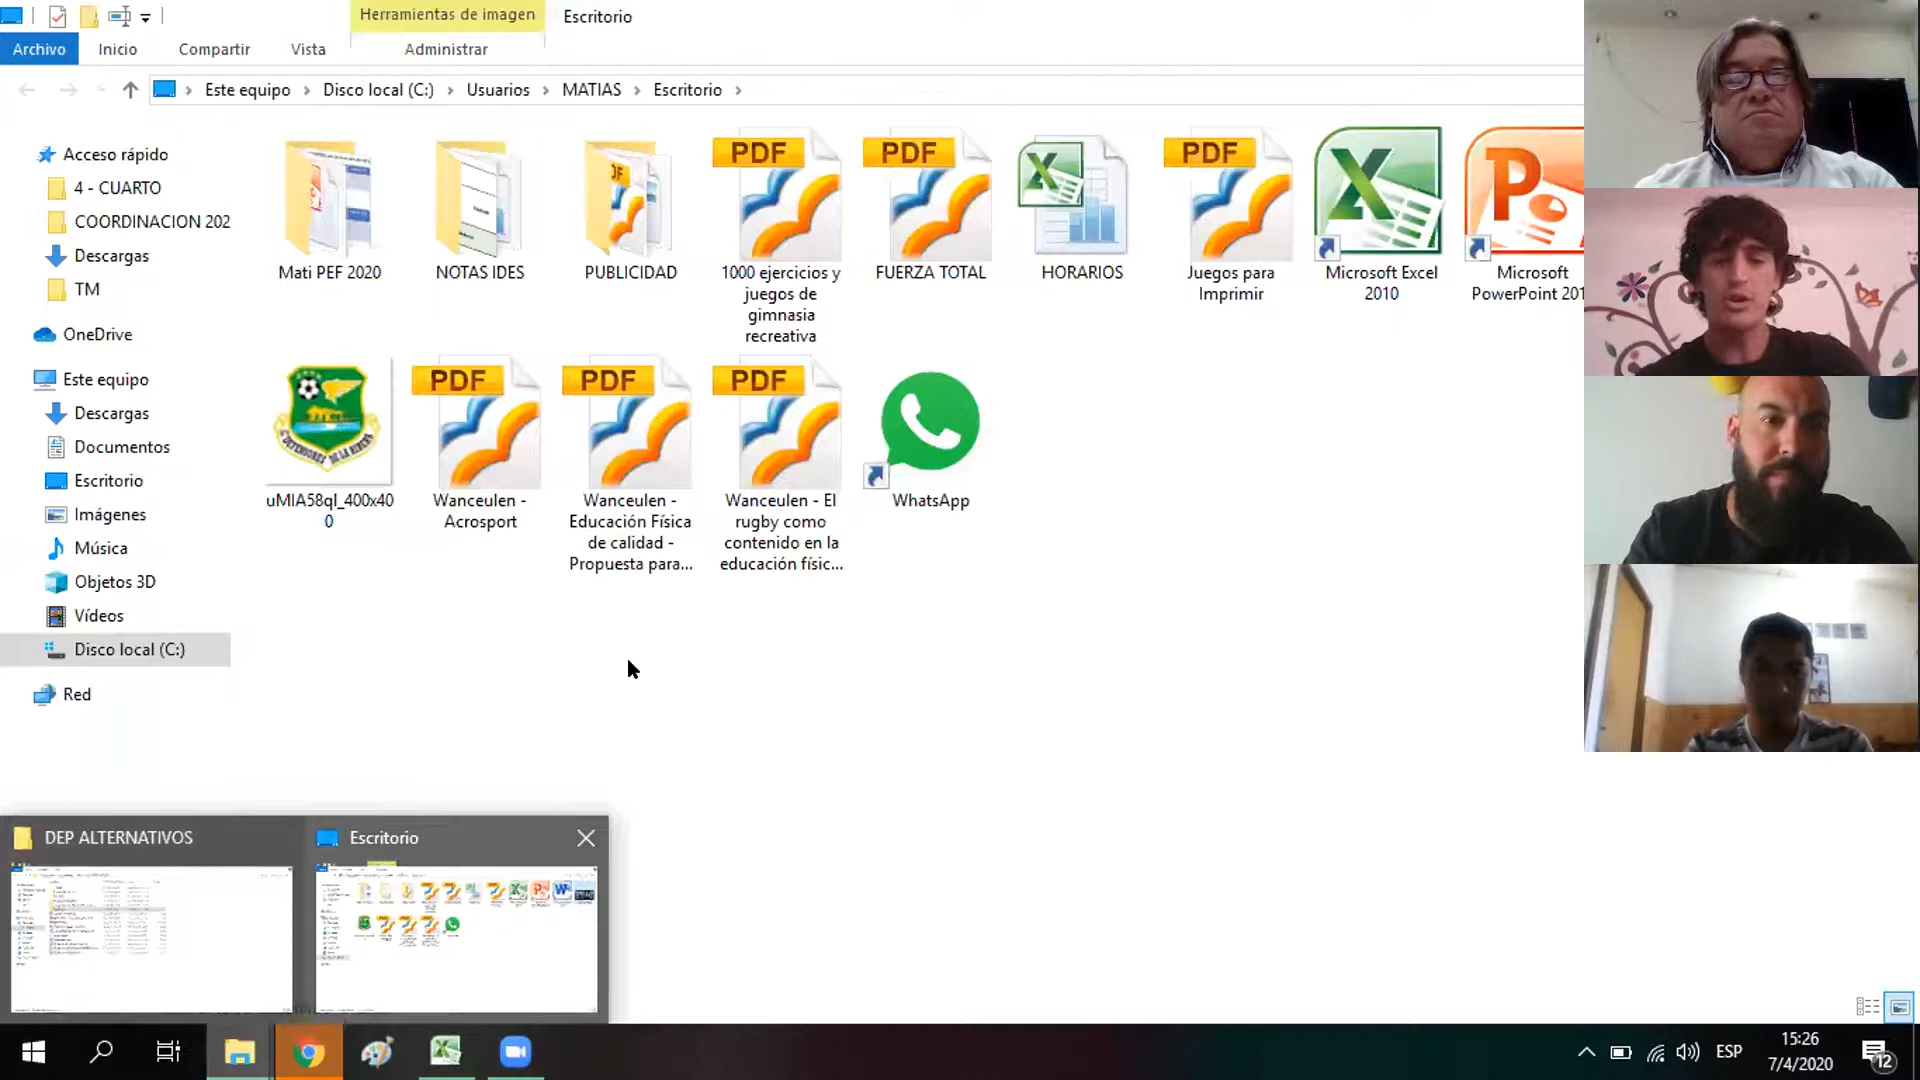 Herramientas de imagen
Escritorio
Archivo
Inicio
Compartir
Vista
Administrar
Este equipo
Disco local (C:)
Usuarios
MATIAS
Escritorio
Acceso rápido
4 - CUARTO
COORDINACION 202
Descargas
TM
OneDrive
Este equipo
Descargas
Documentos
Escritorio
Imágenes
Música
Objetos 3D
Vídeos
Disco local (C:)
Red
Mati PEF 2020
NOTAS IDES
PUBLICIDAD
PDF
1000 ejercicios y
juegos de
gimnasia
recreativa
PDF
FUERZA TOTAL
HORARIOS
PDF
Juegos para
Imprimir
Microsoft Excel
2010
Microsoft
PowerPoint 201
uMIA58ql_400x40
0
PDF
Wanceulen -
Acrosport
PDF
Wanceulen -
Educación Física
de calidad -
Propuesta para...
PDF
Wanceulen - El
rugby como
contenido en la
educación físic...
WhatsApp
DEP ALTERNATIVOS
Escritorio
ESP
15:26
7/4/2020
12